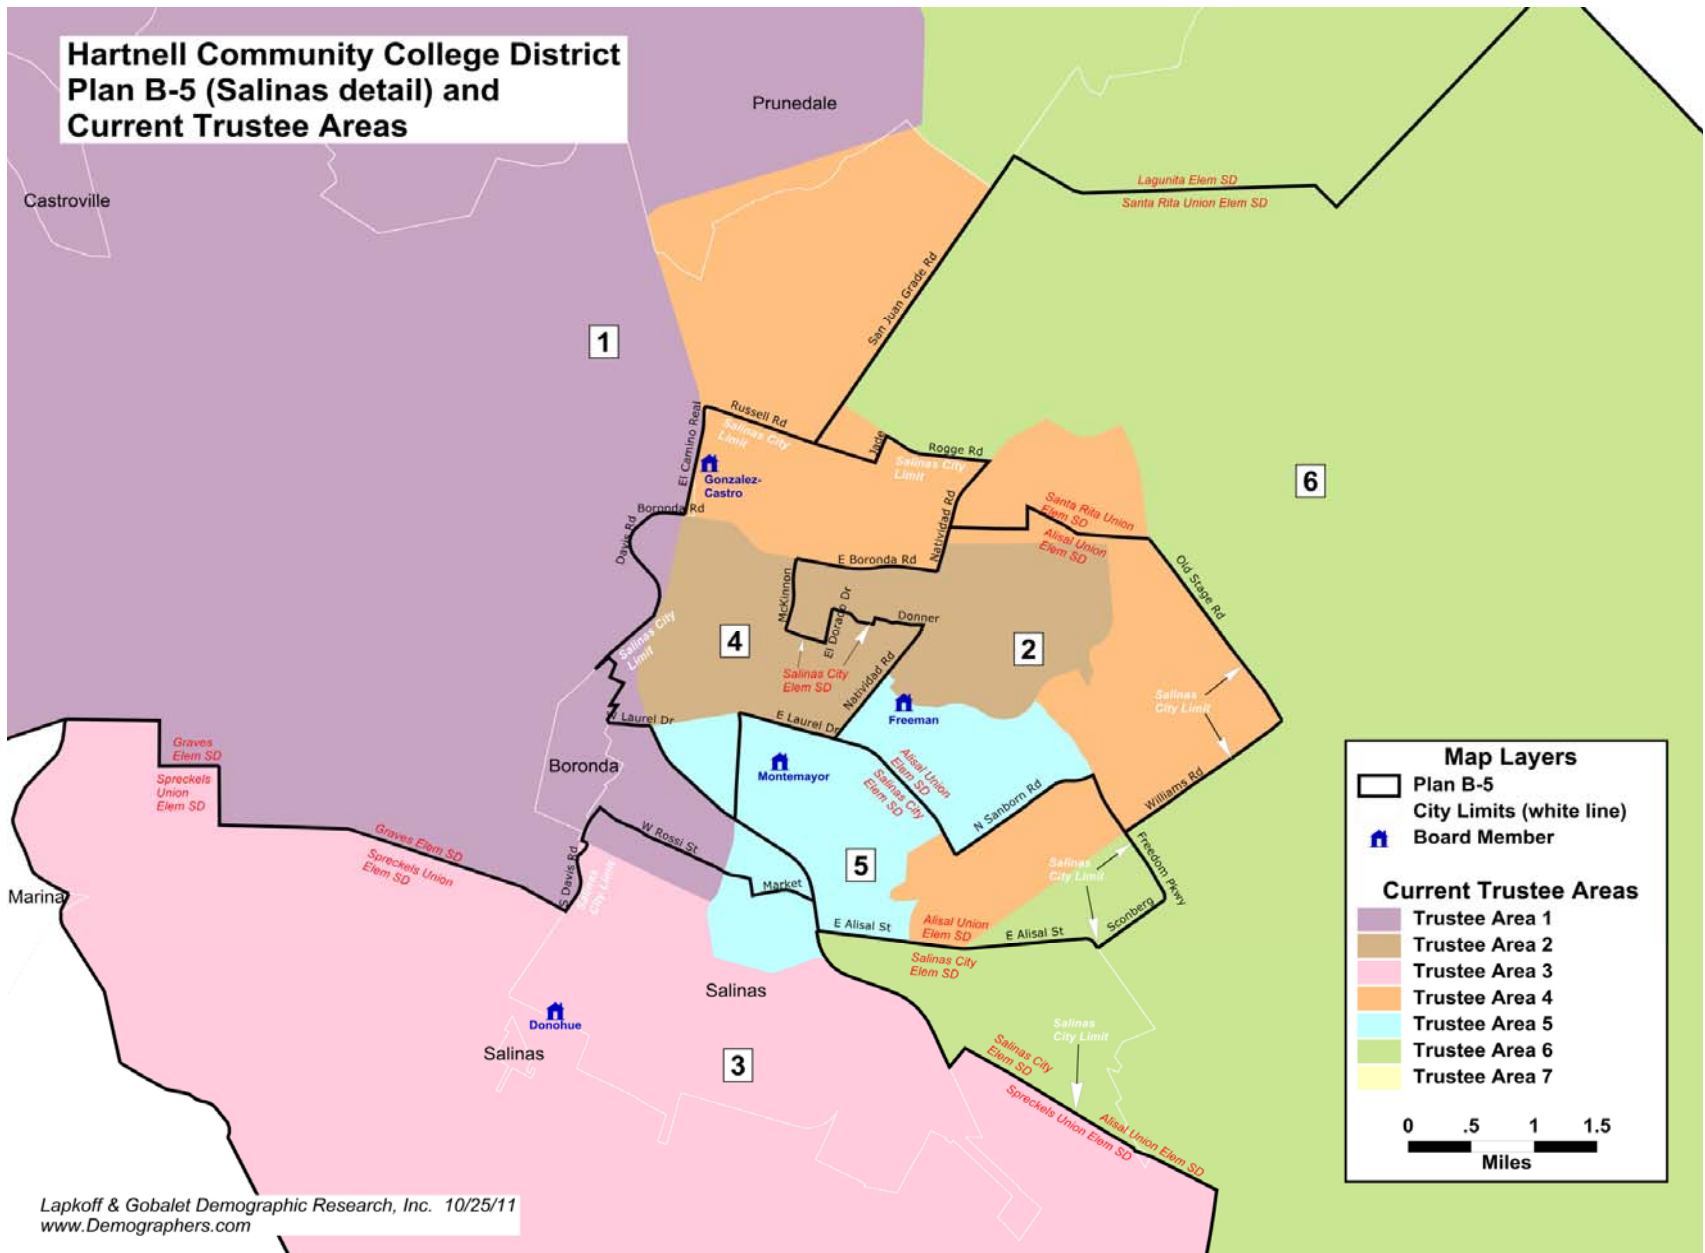 Hartnell Community College District
Plan B-5 (Salinas detail) and
Current Trustee Areas
Prunedale
Castroville
Lagunita Elem SD
Santa Rita Union Elem SD
San Juan Grade Rd
1
Russell Rd
Salinas City
Limit
El Camino Real
Jade
Rogge Rd
Salinas City
Limit
Gonzalez-
Castro
6
Boronda Rd
Davis Rd
Natividad Rd
Santa Rita Union
Elem SD
Alisal Union
Elem SD
E Boronda Rd
Old Stage Rd
McKinnon
El Dorado Dr
Donner
Salinas City
Limit
4
2
Salinas City
Elem SD
Natividad Rd
Salinas
City Limit
Freeman
W Laurel Dr
E Laurel Dr
Graves
Elem SD
Spreckels
Union
Elem SD
Boronda
Montemayor
Alisal Union
Elem SD
Salinas City
Elem SD
N Sanborn Rd
Williams Rd
Graves Elem SD
Spreckels Union
Elem SD
W Rossi St
S Davis Rd
Salinas
City Limit
Market
5
Salinas
City Limit
Freedom Pkwy
Sconberg
Marina
E Alisal St
Alisal Union
Elem SD
E Alisal St
Salinas City
Elem SD
Salinas
Donohue
Salinas
3
Salinas
City Limit
Salinas City
Elem SD
Spreckels Union Elem SD
Alisal Union Elem SD
Map Layers
Plan B-5
City Limits (white line)
Board Member
Current Trustee Areas
Trustee Area 1
Trustee Area 2
Trustee Area 3
Trustee Area 4
Trustee Area 5
Trustee Area 6
Trustee Area 7
0 .5 1 1.5
Miles
Lapkoff & Gobalet Demographic Research, Inc. 10/25/11
www.Demographers.com